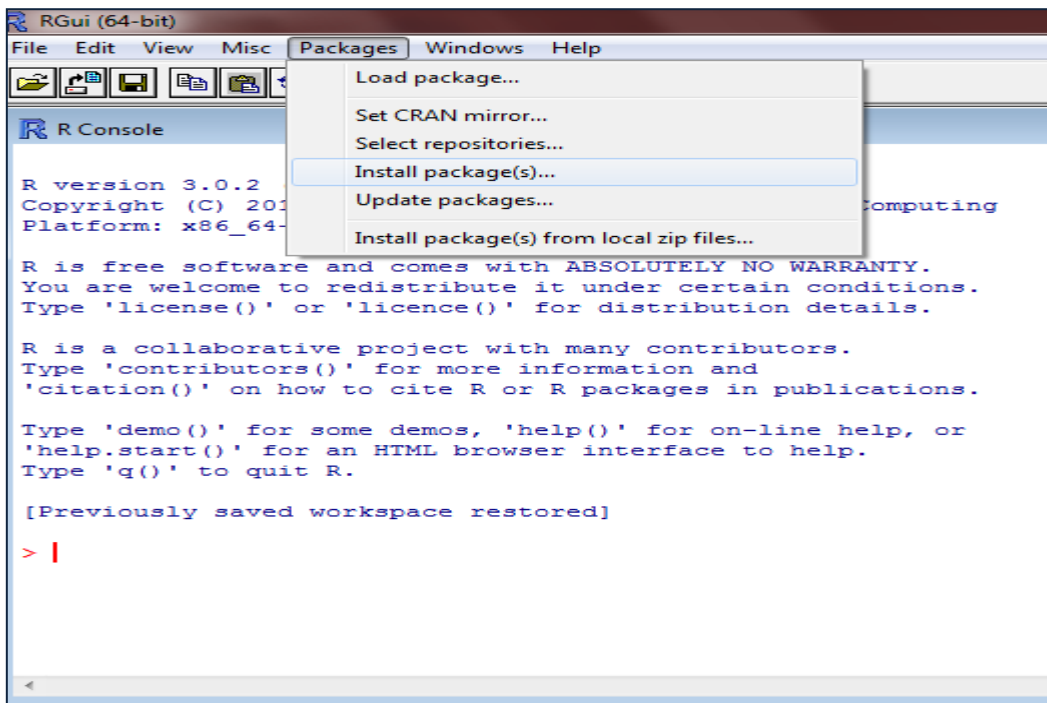 RGui (64-bit)
File Edit View Misc Packages Windows Help
Load package...
Set CRAN mirror...
Select repositories...
Install package(s)...
Update packages...
Install package(s) from local zip files...
R Console
R version 3.0.2
Copyright (C) Computing
Platform:
R is free software and comes with ABSOLUTELY NO WARRANTY.
You are welcome to redistribute it under certain conditions.
Type 'license()' or 'licence()' for distribution details.
R is a collaborative project with many contributors.
Type 'contributors()' for more information and
'citation()' on how to cite R or R packages in publications.
Type 'demo()' for some demos, 'help()' for on-line help, or
'help.start()' for an HTML browser interface to help.
Type 'q()' to quit R.
[Previously saved workspace restored]
>